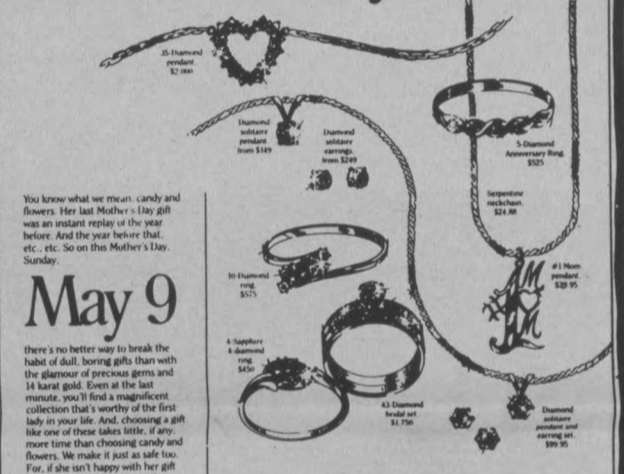 You know what we mean, candy and
flowers. Her last Mother's Day gift
was an instant replay of the year
before. And the year before that,
etc., etc. So on this Mother's Day,
Sunday,
May 9
there's no better way to break the
habit of dull, boring gifts than with
the glamour of precious gems and
14 karat gold. Even at the last
minute, you'll find a magnificent
collection that's worthy of the first
lady in your life. And, choosing a gift
like one of these takes little, if any,
more time than choosing candy and
flowers. We make it just as safe too.
For, if she isn't happy with her gift
Diamond
pendant.
Diamond
solitaire
pendant
from $149
Diamond
solitaire
earrings,
from $249
5-Diamond
Anniversary Ring.
$525
Serpentine
neckchain.
$24.88
#1 Mom
pendant.
10-Diamond
ring.
$575
4-Sapphire
4-diamond
ring.
$450
43-Diamond
bridal set.
$1,750
Diamond
solitaire
pendant and
earring set.
$99.95